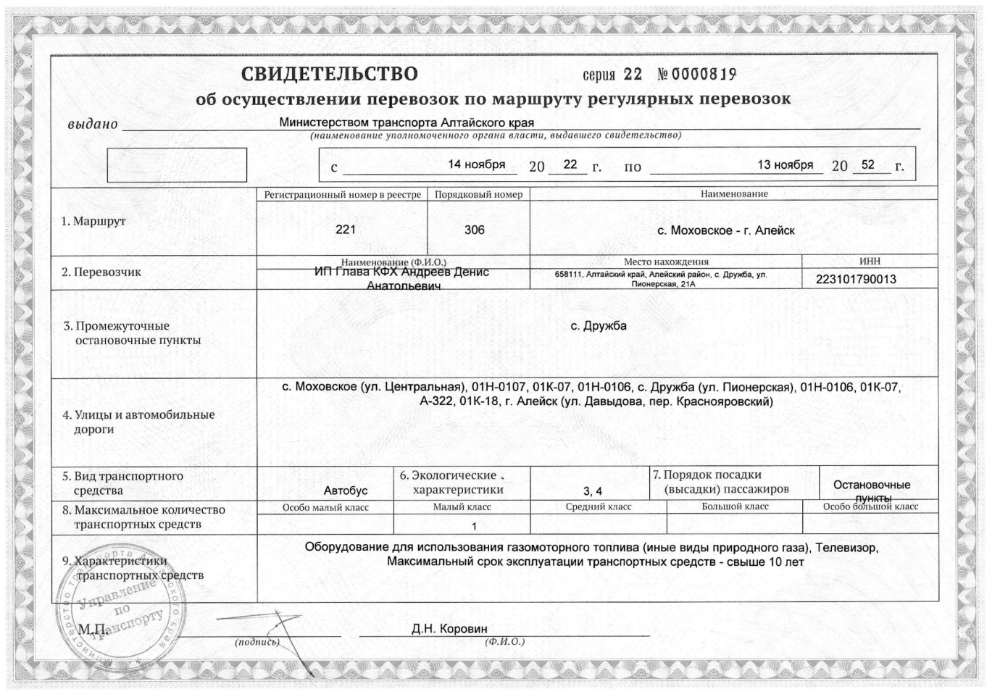 СВИДЕТЕЛЬСТВО
серия 22 № 0000819
об осуществлении перевозок по маршруту регулярных перевозок
выдано Министерством транспорта Алтайского края
(наименование уполномоченного органа власти, выдавшего свидетельство)
с 14 ноября 20 22 г. по 13 ноября 20 52 г.
Регистрационный номер в реестре Порядковый номер Наименование
1. Маршрут
221 306 с. Моховское - г. Алейск
Наименование (Ф.И.О.) Место нахождения ИНН
2. Перевозчик
ИП Глава КФХ Андреев Денис
Анатольевич
658111, Алтайский край, Алейский район, с. Дружба, ул.
Пионерская, 21А
223101790013
3. Промежуточные
остановочные пункты
с. Дружба
4. Улицы и автомобильные
дороги
с. Моховское (ул. Центральная), 01Н-0107, 01К-07, 01Н-0106, с. Дружба (ул. Пионерская), 01Н-0106, 01К-07,
А-322, 01К-18, г. Алейск (ул. Давыдова, пер. Краснояровский)
5. Вид транспортного
средства
Автобус
6. Экологические
характеристики
3, 4
7. Порядок посадки
(высадки) пассажиров
Остановочные
пункты
8. Максимальное количество
транспортных средств
Особо малый класс Малый класс Средний класс Большой класс Особо большой класс
1
9. Характеристики
транспортных средств
Оборудование для использования газомоторного топлива (иные виды природного газа), Телевизор,
Максимальный срок эксплуатации транспортных средств - свыше 10 лет
Министерство транспорта Алтайского края
Управление
по
транспорту
М.П.
Д.Н. Коровин
(подпись) (Ф.И.О.)